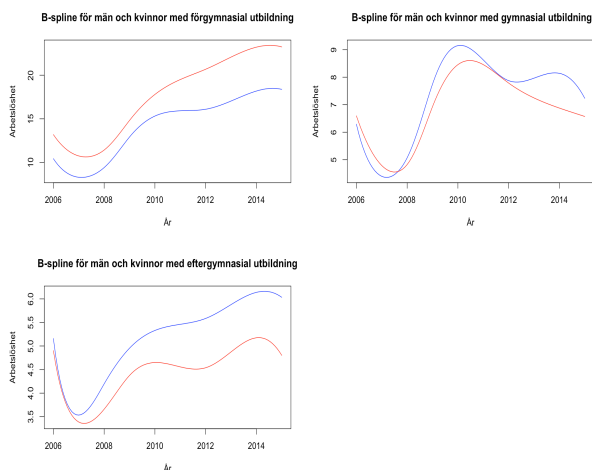 B-spline för män och kvinnor med förgymnasial utbildning
Arbetslöshet
10 15 20
2006 2008 2010 2012 2014
År
B-spline för män och kvinnor med gymnasial utbildning
Arbetslöshet
5 6 7 8 9
2006 2008 2010 2012 2014
År
B-spline för män och kvinnor med eftergymnasial utbildning
Arbetslöshet
3.5 4.0 4.5 5.0 5.5 6.0
2006 2008 2010 2012 2014
År